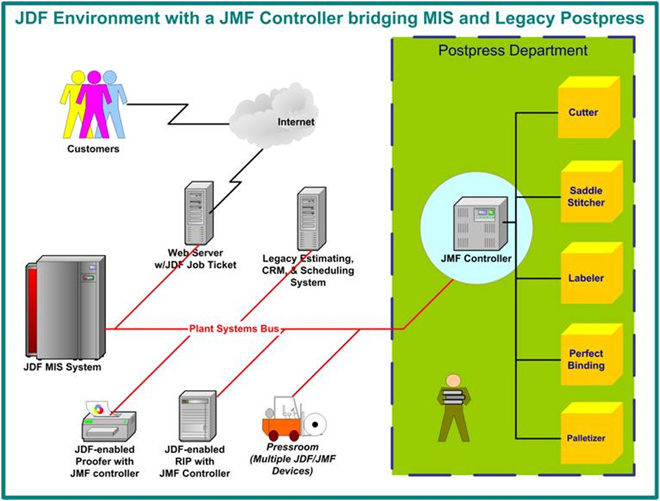 JDF Environment with a JMF Controller bridging MIS and Legacy Postpress
Postpress Department
Customers
Internet
Cutter
Saddle
Stitcher
Web Server
w/JDF Job Ticket
Legacy Estimating,
CRM, & Scheduling
System
JMF Controller
Labeler
Plant Systems Bus
JDF MIS System
Perfect
Binding
JDF-enabled
Proofer with
JMF controller
JDF-enabled
RIP with
JMF Controller
Pressroom
(Multiple JDF/JMF
Devices)
Palletizer